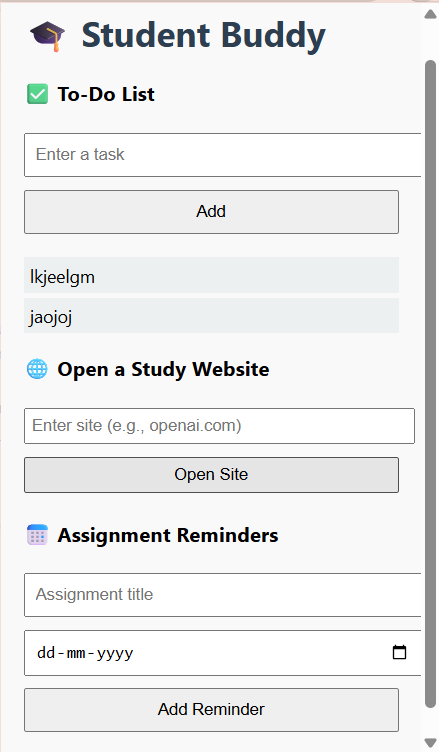 Student Buddy
To-Do List
Enter a task
Add
lkjeelgm
jaojoj
Open a Study Website
Enter site (e.g., openai.com)
Open Site
Assignment Reminders
Assignment title
dd-mm-yyyy
Add Reminder